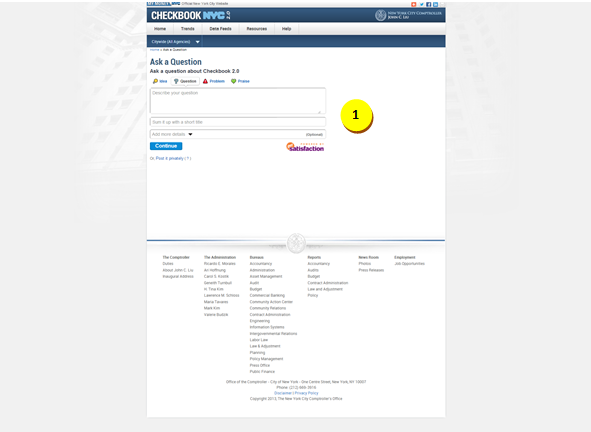 CHECKBOOK NYC 2.0
NEW YORK CITY COMPTROLLER
JOHN C. LIU
Home Trends Data Feeds Resources Help
Citywide (All Agencies)
Home » Ask a Question
Ask a Question
Ask a question about Checkbook 2.0
Idea Question Problem Praise
Describe your question
1
Sum it up with a short title
Add more details (Optional)
Continue
satisfaction
Or, Post it privately ( ? )
The Comptroller The Administration Bureaus Reports News Room Employment
Duties Ricardo E. Morales Accountancy Accountancy Photos Job Opportunities
About John C. Liu Ari Hoffnung Administration Audits Press Releases
Inaugural Address Carol S. Kostik Asset Management Budget
Audit Contract Administration
H. Tina Kim Budget Law and Adjustment
Lawrence M. Schloss Commercial Banking Policy
Maria Tavares Community Action Center
Mark Kim Community Relations
Valerie Budzik Contract Administration
Engineering
Information Systems
Intergovernmental Relations
Labor Law
Law & Adjustment
Planning
Policy Management
Press Office
Public Finance
Office of the Comptroller - City of New York - One Centre Street, New York, NY 10007
Disclaimer | Privacy Policy
Copyright 2013, The New York City Comptroller's Office